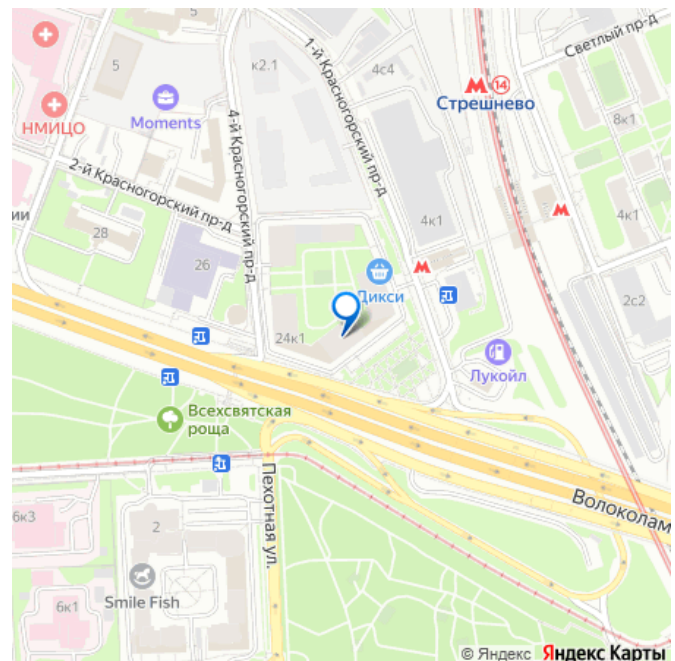 5
5
к2.1
4с4
Светлый пр-д
14
Стрешнево
НМИЦО
Moments
1-й Красногорский пр-д
8к1
4-й Красногорский пр-д
2-й Красногорский пр-д
ии
28
26
4к1
4к1
Дикси
2с2
24к1
Лукойл
Всехсвятская
роща
Пехотная ул.
Волоколам
6к3
2
Smile Fish
6к1
© Яндекс Яндекс Карты